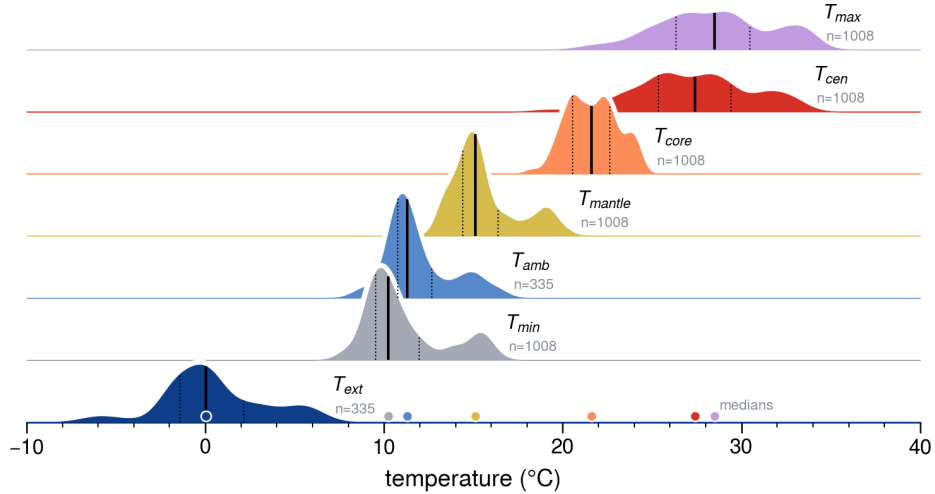 Tmax
n=1008
Tcen
n=1008
Tcore
n=1008
Tmantle
n=1008
Tamb
n=335
Tmin
n=1008
Text
n=335
medians
−10 0 10 20 30 40
temperature (°C)